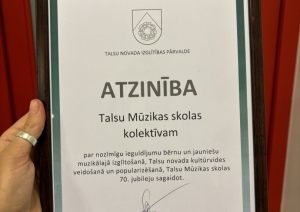 TALSU NOVADA IZGLĪTĪBAS PĀRVALDE
ATZINĪBA
Talsu Mūzikas skolas
kolektīvam
par nozīmīgu ieguldījumu bērnu un jauniešu
muzikālajā izglītošanā, Talsu novada kultūrvides
veidošanā un popularizēšanā, Talsu Mūzikas skolas
70. jubileju sagaidot.